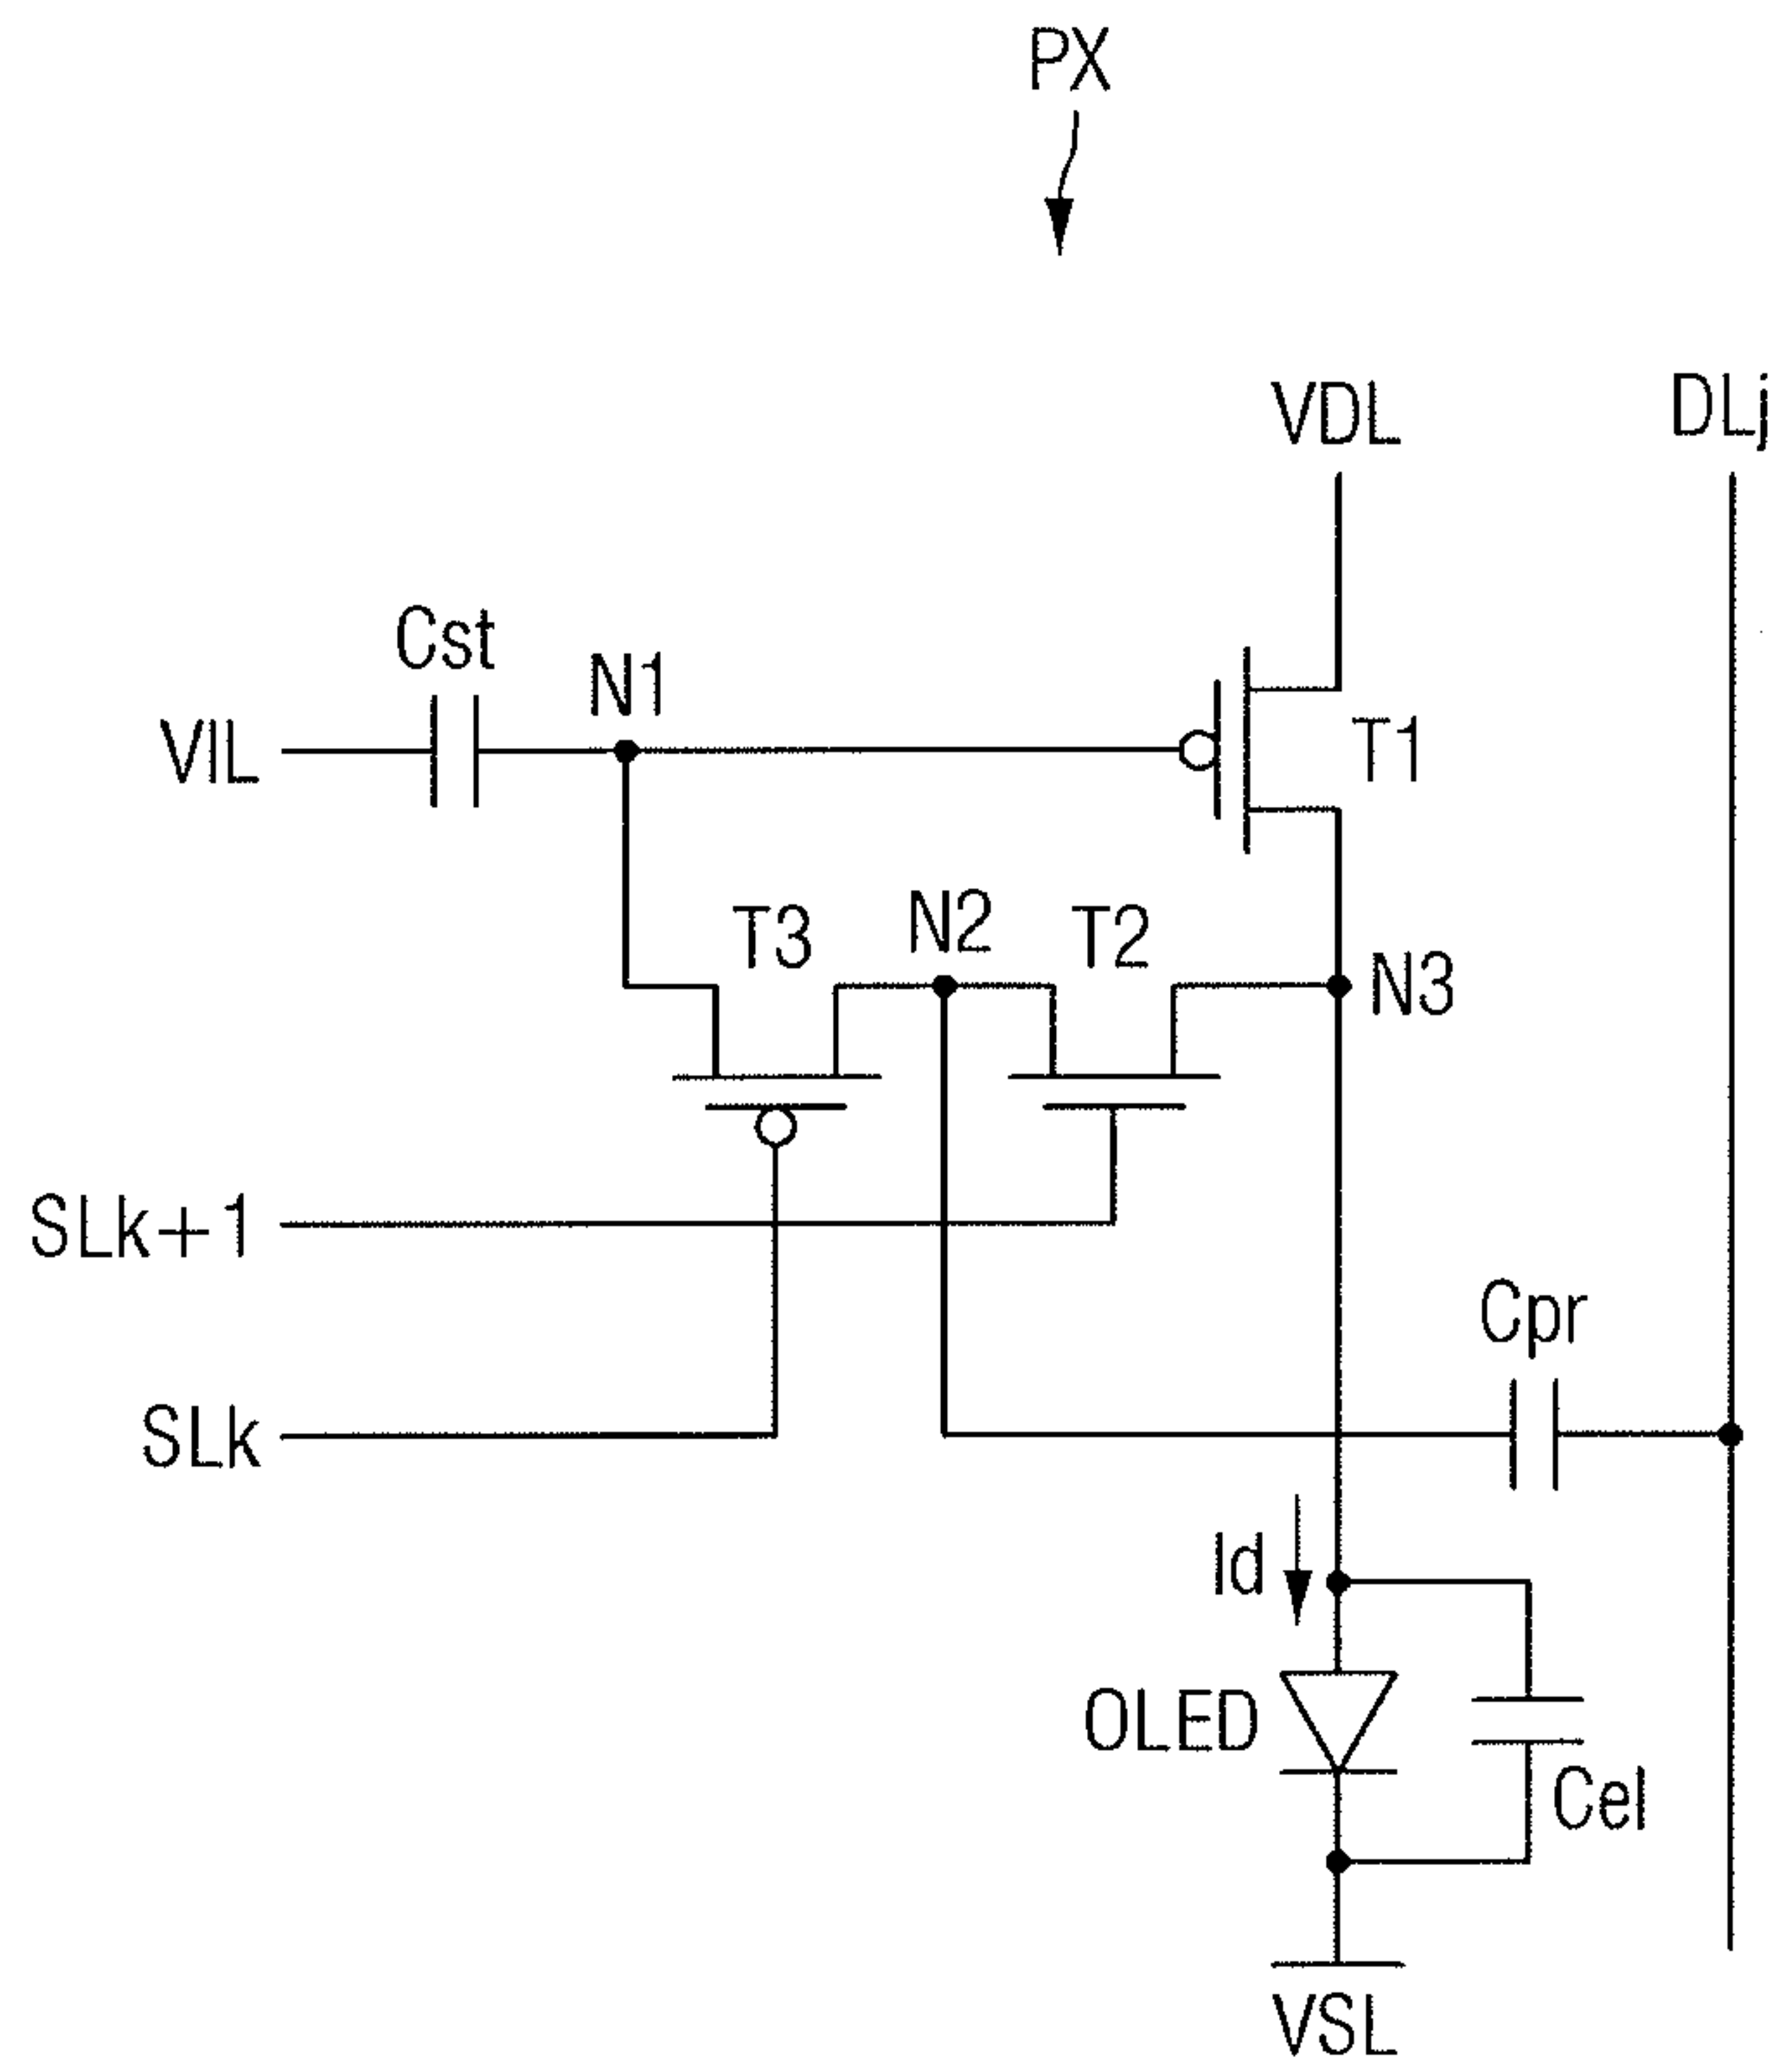 PX
VDL
DLj
Cst
N1
VIL
T1
T3
N2
T2
N3
SLk+1
Cpr
SLk
Id
OLED
Cel
VSL